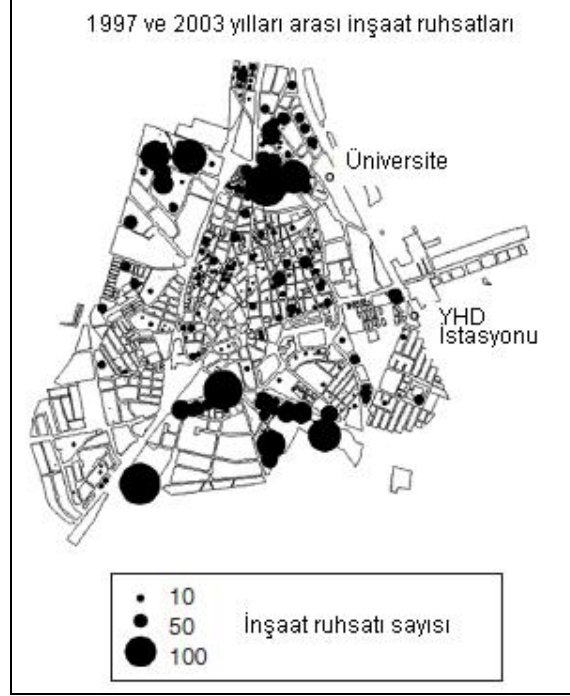 1997 ve 2003 yılları arası inşaat ruhsatları
Üniversite
YHD
İstasyonu
10
50
İnşaat ruhsatı sayısı
100